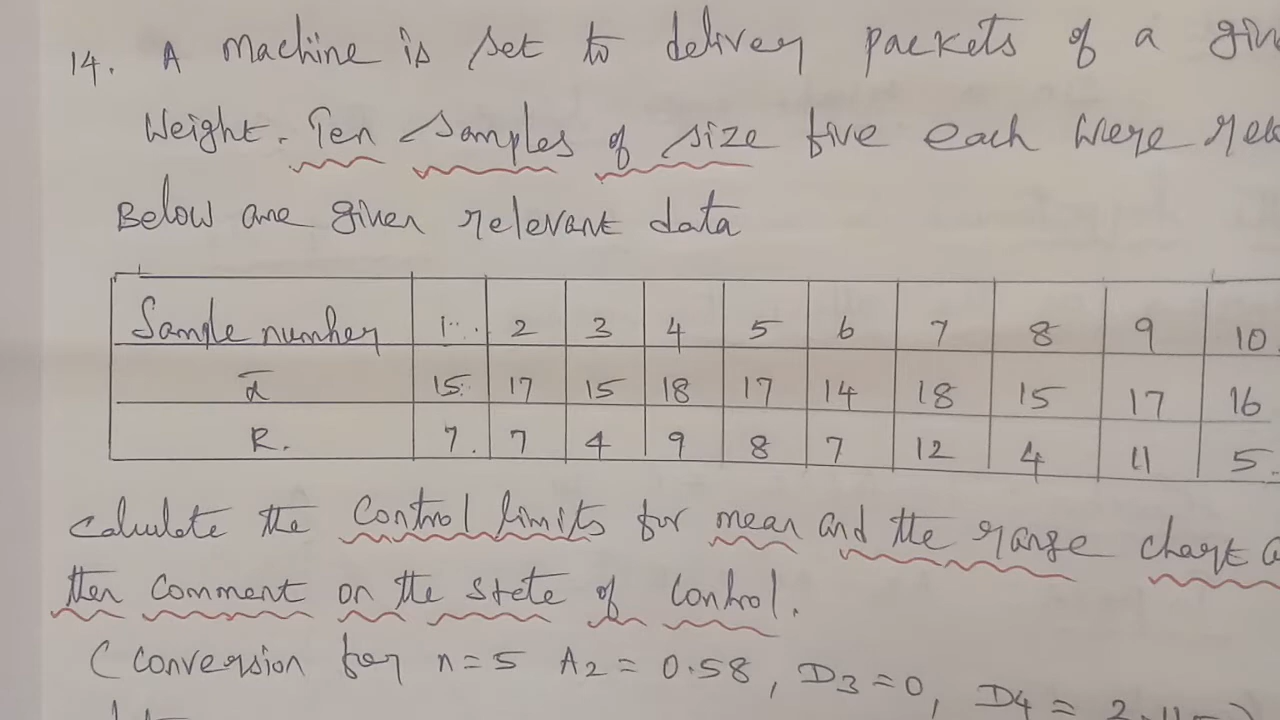 14. A machine is set to delivery packets of a
Weight. Ten samples of size five each were
Below are given relevant data
Sample number 1 2 3 4 5 6 7 8 9 10
x̄ 15 17 15 18 17 14 18 15 17 16
R. 7. 7 4 9 8 7 12 4 11 5
Calculate the control limits for mean and the range chart
then comment on the state of control.
(Conversion for n=5 A2 = 0.58, D3=0, D4 =